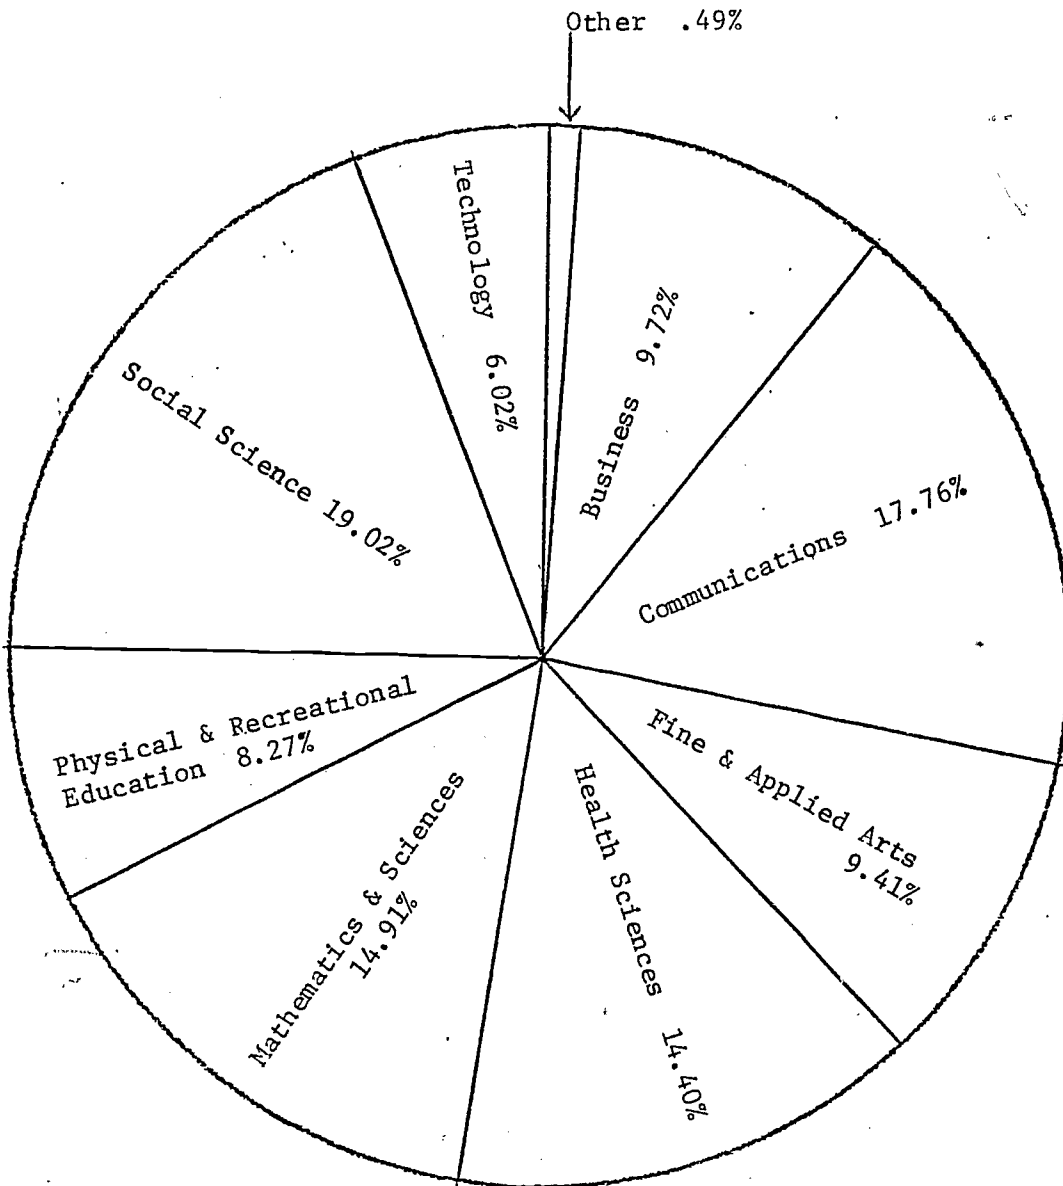 Other .49%
Technology 6.02%
Business 9.72%
Social Science 19.02%
Communications 17.76%
Physical & Recreational
Education 8.27%
Fine & Applied Arts
9.41%
Mathematics & Sciences
14.91%
Health Sciences 14.40%